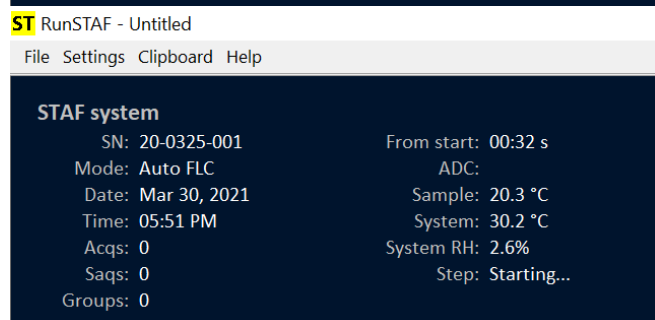 ST RunSTAF - Untitled
File Settings Clipboard Help
STAF system
SN: 20-0325-001 From start: 00:32 s
Mode: Auto FLC ADC:
Date: Mar 30, 2021 Sample: 20.3 °C
Time: 05:51 PM System: 30.2 °C
Acqs: 0 System RH: 2.6%
Saqs: 0 Step: Starting...
Groups: 0